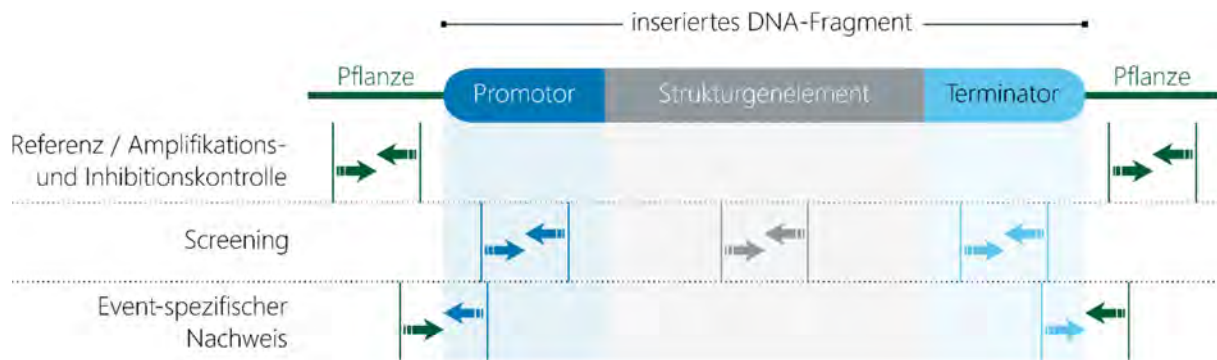 inseriertes DNA-Fragment
Pflanze
Promotor
Strukturgenelement
Terminator
Pflanze
Referenz / Amplifikations-
und Inhibitionskontrolle
Screening
Event-spezifischer
Nachweis